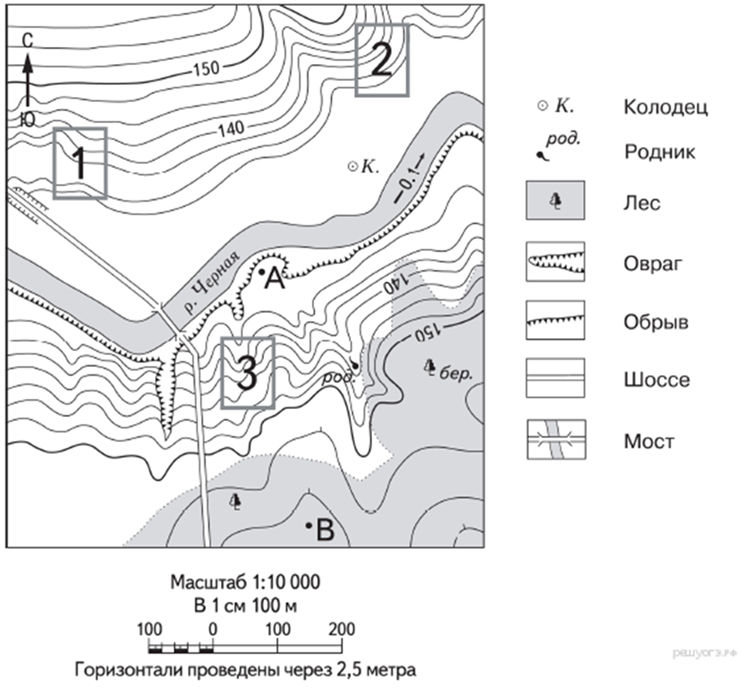 С
Ю
150
140
1
2
3
К.
0.1
р. Черная
А
140
150
род.
бер.
В
К. Колодец
род. Родник
Лес
Овраг
Обрыв
Шоссе
Мост
Масштаб 1:10 000
В 1 см 100 м
100 0 100 200
Горизонтали проведены через 2,5 метра
решуогэ.рф